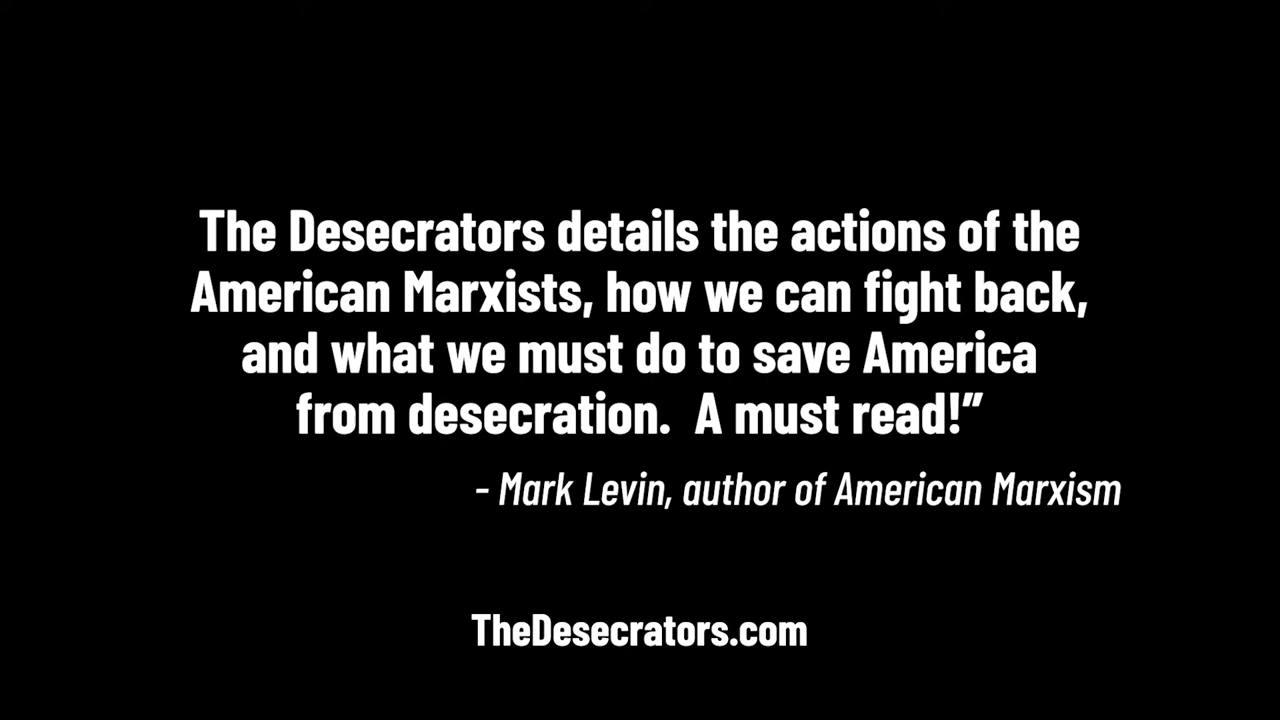 The Desecrators details the actions of the
American Marxists, how we can fight back,
and what we must do to save America
from desecration.  A must read!”
- Mark Levin, author of American Marxism
TheDesecrators.com